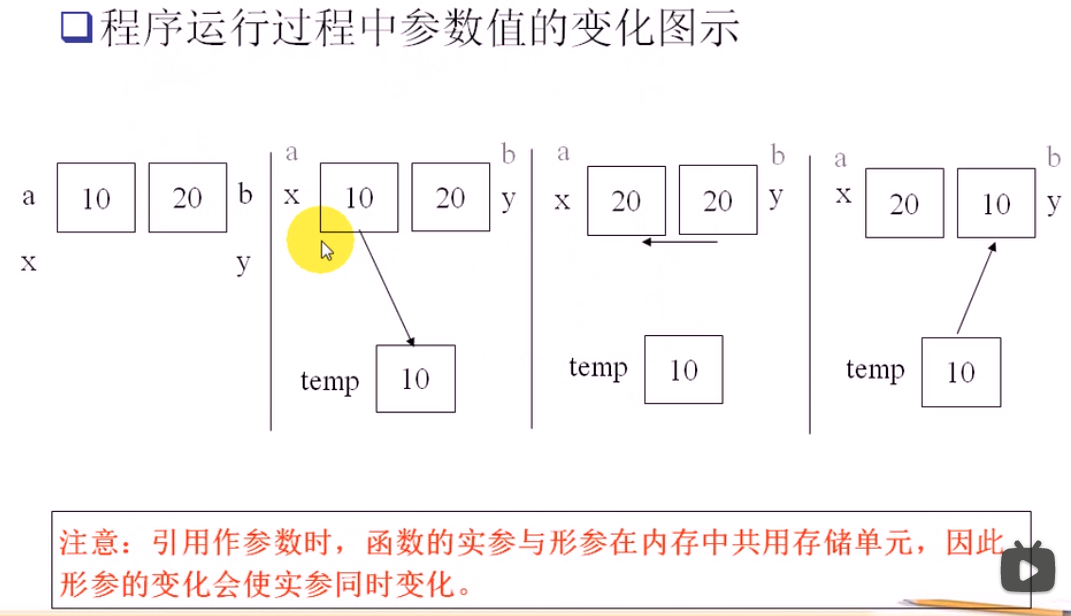 程序运行过程中参数值的变化图示
a 10 20 b
x y
a b
x 10 20 y
temp 10
a b
x 20 20 y
temp 10
a b
x 20 10 y
temp 10
注意：引用作参数时，函数的实参与形参在内存中共用存储单元，因此
形参的变化会使实参同时变化。